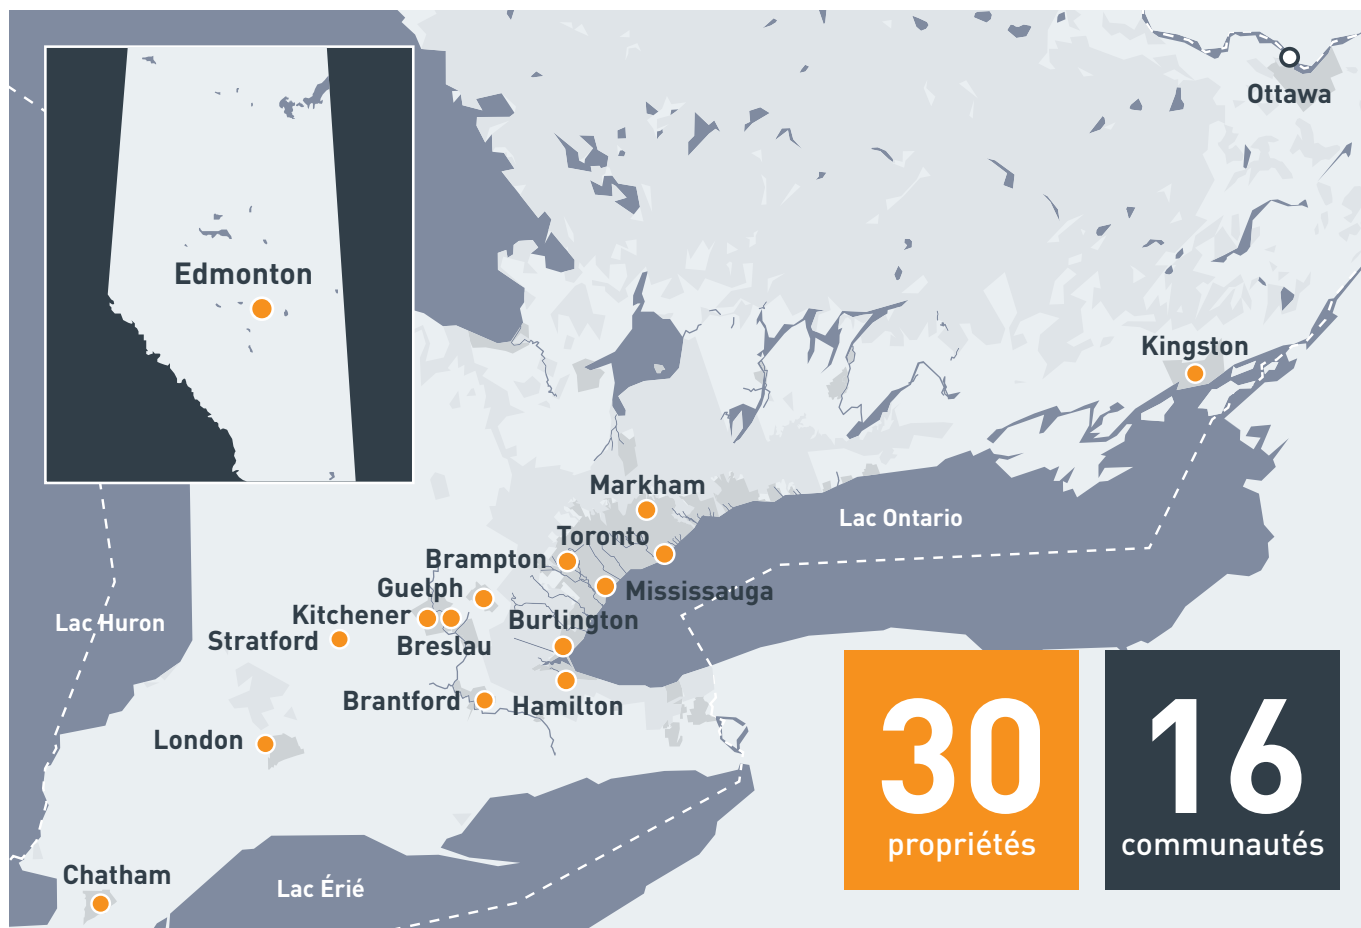 Ottawa
Edmonton
Kingston
Markham
Lac Ontario
Toronto
Brampton
Guelph
Mississauga
Kitchener
Burlington
Lac Huron
Stratford
Breslau
Brantford
Hamilton
London
30
propriétés
16
communautés
Chatham
Lac Érié